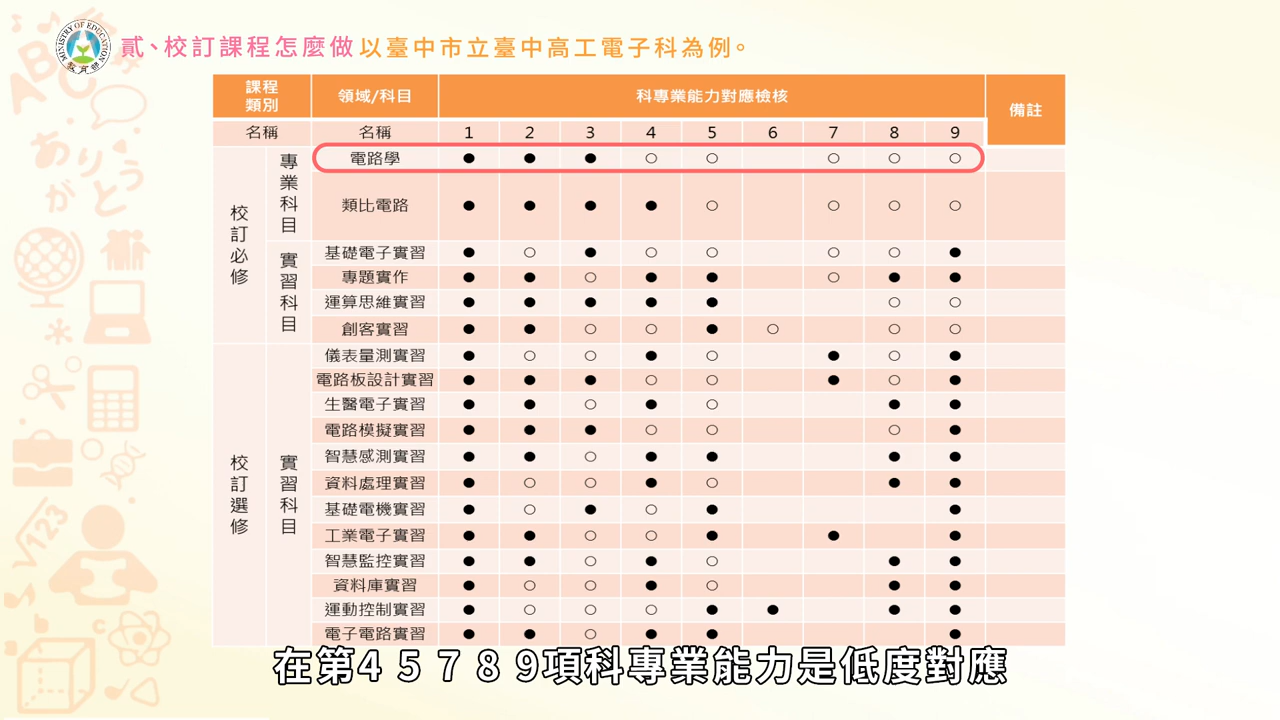 MINISTRY OF EDUCATION
教育部
貳、校訂課程怎麼做 以臺中市立臺中高工電子科為例。
課程類別 領域/科目 科專業能力對應檢核 備註
名稱 名稱 1 2 3 4 5 6 7 8 9
校訂必修 專業科目 電路學 ● ● ● ○ ○ ○ ○ ○
類比電路 ● ● ● ● ○ ○ ○ ○
實習科目 基礎電子實習 ● ○ ● ○ ○ ○ ○ ●
專題實作 ● ● ○ ● ● ○ ● ●
運算思維實習 ● ● ● ● ● ○ ○
創客實習 ● ● ○ ○ ● ○ ○ ○
校訂選修 實習科目 儀表量測實習 ● ○ ○ ● ○ ● ○ ●
電路板設計實習 ● ● ● ○ ○ ● ○ ●
生醫電子實習 ● ● ○ ● ○ ● ●
電路模擬實習 ● ● ● ○ ○ ○ ●
智慧感測實習 ● ● ○ ● ● ● ●
資料處理實習 ● ○ ○ ● ○ ● ●
基礎電機實習 ● ○ ● ○ ● ●
工業電子實習 ● ● ○ ○ ● ● ●
智慧監控實習 ● ● ○ ● ○ ● ●
資料庫實習 ● ○ ○ ● ○ ● ●
運動控制實習 ● ○ ○ ○ ● ● ● ●
電子電路實習 ● ● ○ ● ● ●
在第4 5 7 8 9項科專業能力是低度對應